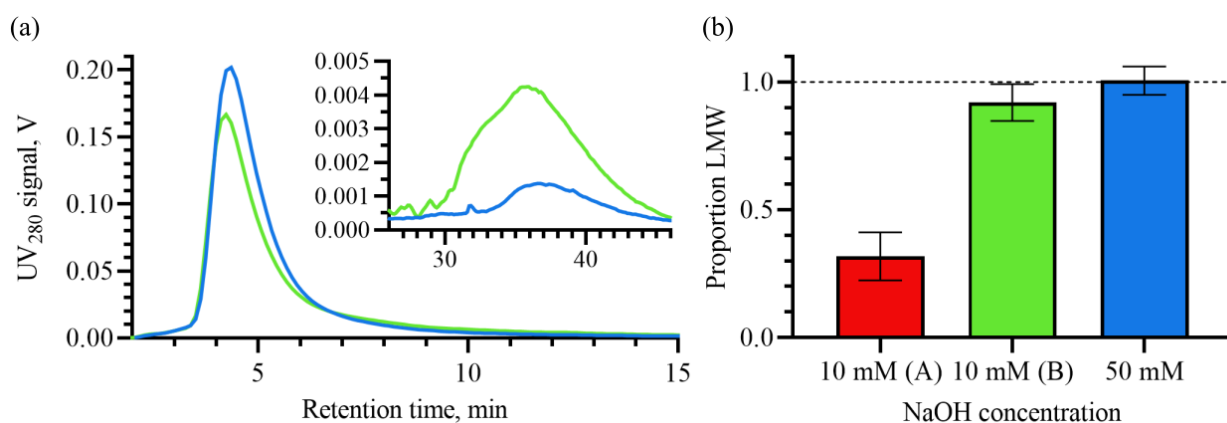 (a)
UV280 signal, V
0.20
0.15
0.10
0.05
0.00
5
10
15
Retention time, min
0.005
0.004
0.003
0.002
0.001
0.000
30
40
(b)
Proportion LMW
1.0
0.5
0.0
10 mM (A)
10 mM (B)
50 mM
NaOH concentration